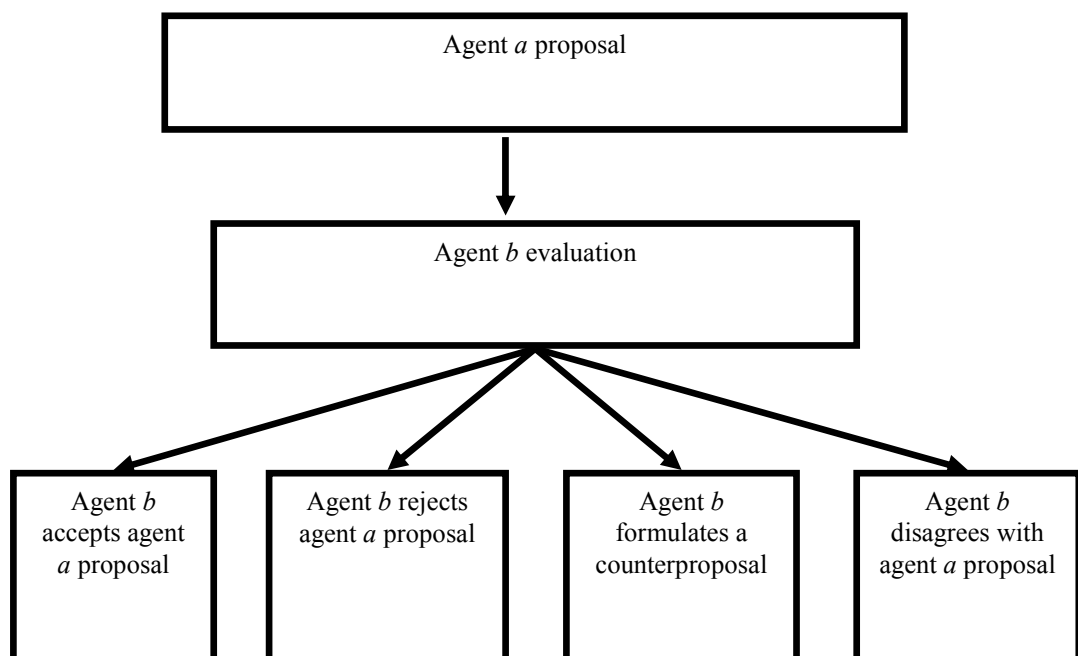 Agent a proposal
Agent b evaluation
Agent b
accepts agent
a proposal
Agent b rejects
agent a proposal
Agent b
formulates a
counterproposal
Agent b
disagrees with
agent a proposal